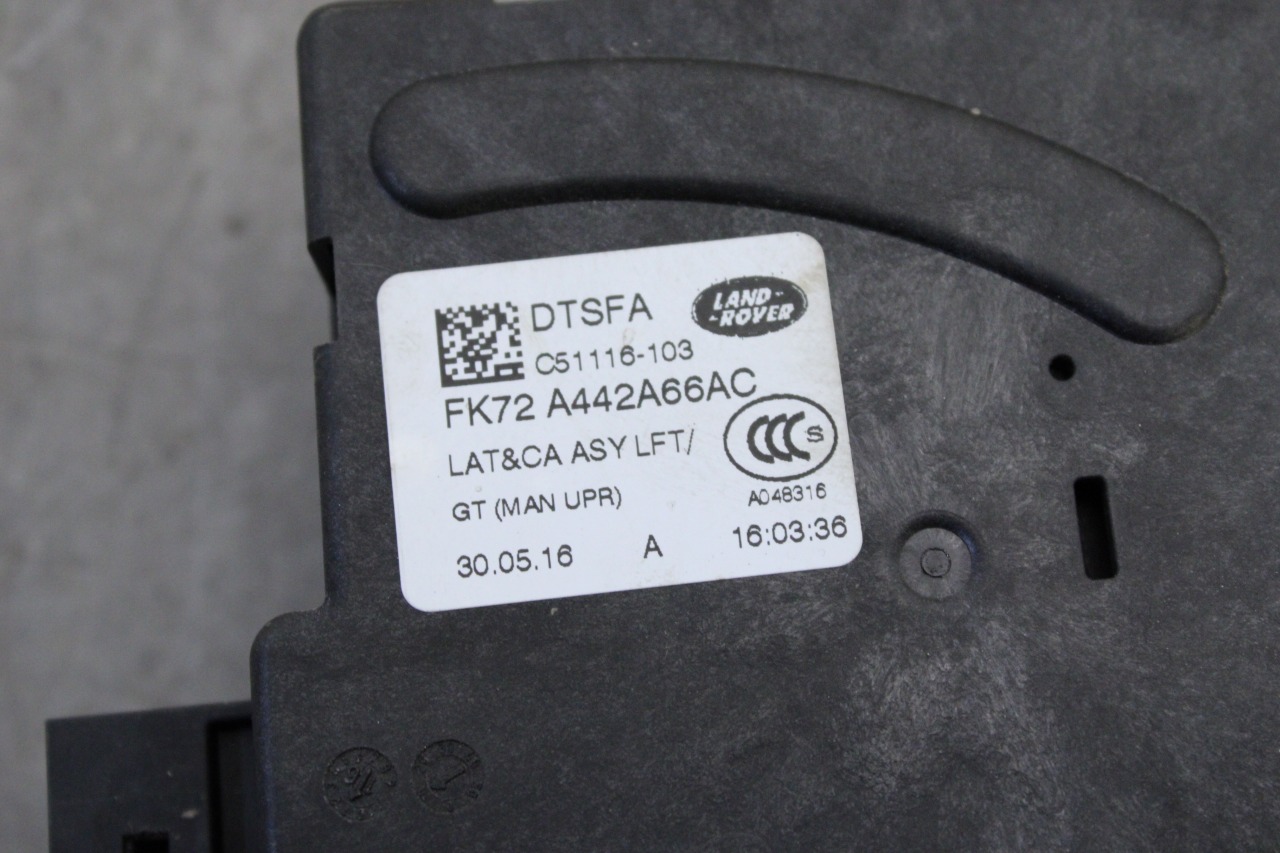 DTSFA
LAND-
-ROVER
C51116-103
FK72 A442A66AC
CCC S
LAT&CA ASY LFT/
GT (MAN UPR)
A048316
30.05.16 A 16:03:36